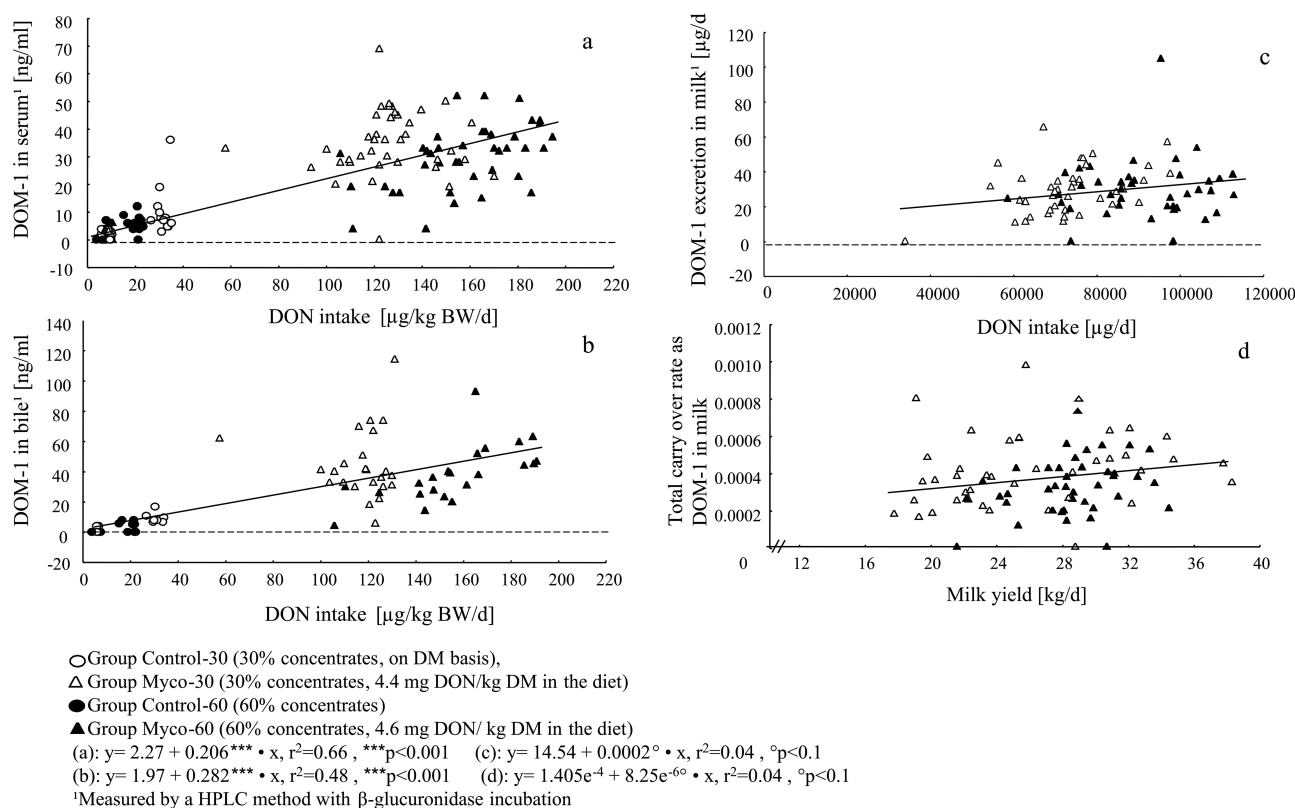 a
DOM-1 in serum¹ [ng/ml]
80
70
60
50
40
30
20
10
0
-10
0 20 40 60 80 100 120 140 160 180 200 220
DON intake [µg/kg BW/d]
c
DOM-1 excretion in milk¹ [µg/d]
120
100
80
60
40
20
0
-20
0 20000 40000 60000 80000 100000 120000
DON intake [µg/d]
b
DOM-1 in bile¹ [ng/ml]
140
120
100
80
60
40
20
0
-20
0 20 40 60 80 100 120 140 160 180 200 220
DON intake [µg/kg BW/d]
d
Total carry over rate as
DOM-1 in milk
0.0012
0.0010
0.0008
0.0006
0.0004
0.0002
0 12 16 20 24 28 32 36 40
Milk yield [kg/d]
Group Control-30 (30% concentrates, on DM basis),
Group Myco-30 (30% concentrates, 4.4 mg DON/kg DM in the diet)
Group Control-60 (60% concentrates)
Group Myco-60 (60% concentrates, 4.6 mg DON/ kg DM in the diet)
(a): y= 2.27 + 0.206*** • x, r²=0.66 , ***p<0.001 (c): y= 14.54 + 0.0002° • x, r²=0.04 , °p<0.1
(b): y= 1.97 + 0.282*** • x, r²=0.48 , ***p<0.001 (d): y= 1.405e⁻⁴ + 8.25e⁻⁶° • x, r²=0.04 , °p<0.1
¹Measured by a HPLC method with β-glucuronidase incubation